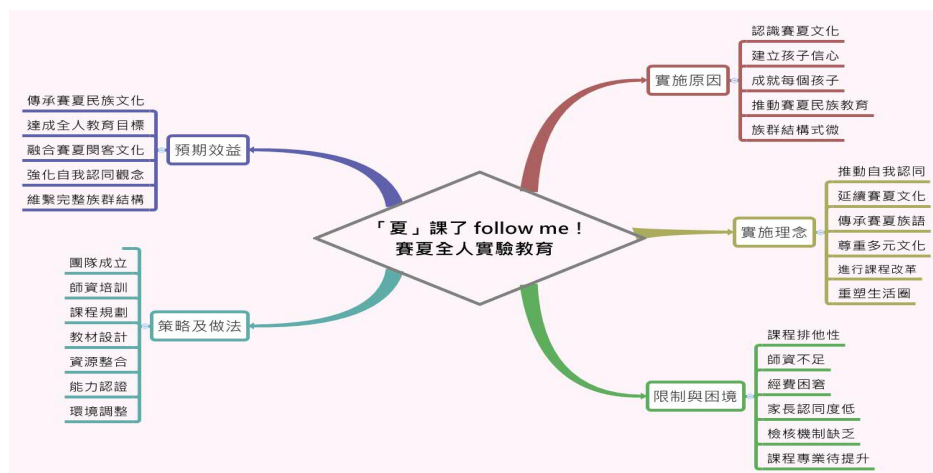 「夏」課了 follow me！
賽夏全人實驗教育
實施原因
認識賽夏文化
建立孩子信心
成就每個孩子
推動賽夏民族教育
族群結構式微
實施理念
推動自我認同
延續賽夏文化
傳承賽夏族語
尊重多元文化
進行課程改革
重塑生活圈
限制與困境
課程排他性
師資不足
經費困窘
家長認同度低
檢核機制缺乏
課程專業待提升
策略及做法
團隊成立
師資培訓
課程規劃
教材設計
資源整合
能力認證
環境調整
預期效益
傳承賽夏民族文化
達成全人教育目標
融合賽夏閩客文化
強化自我認同觀念
維繫完整族群結構